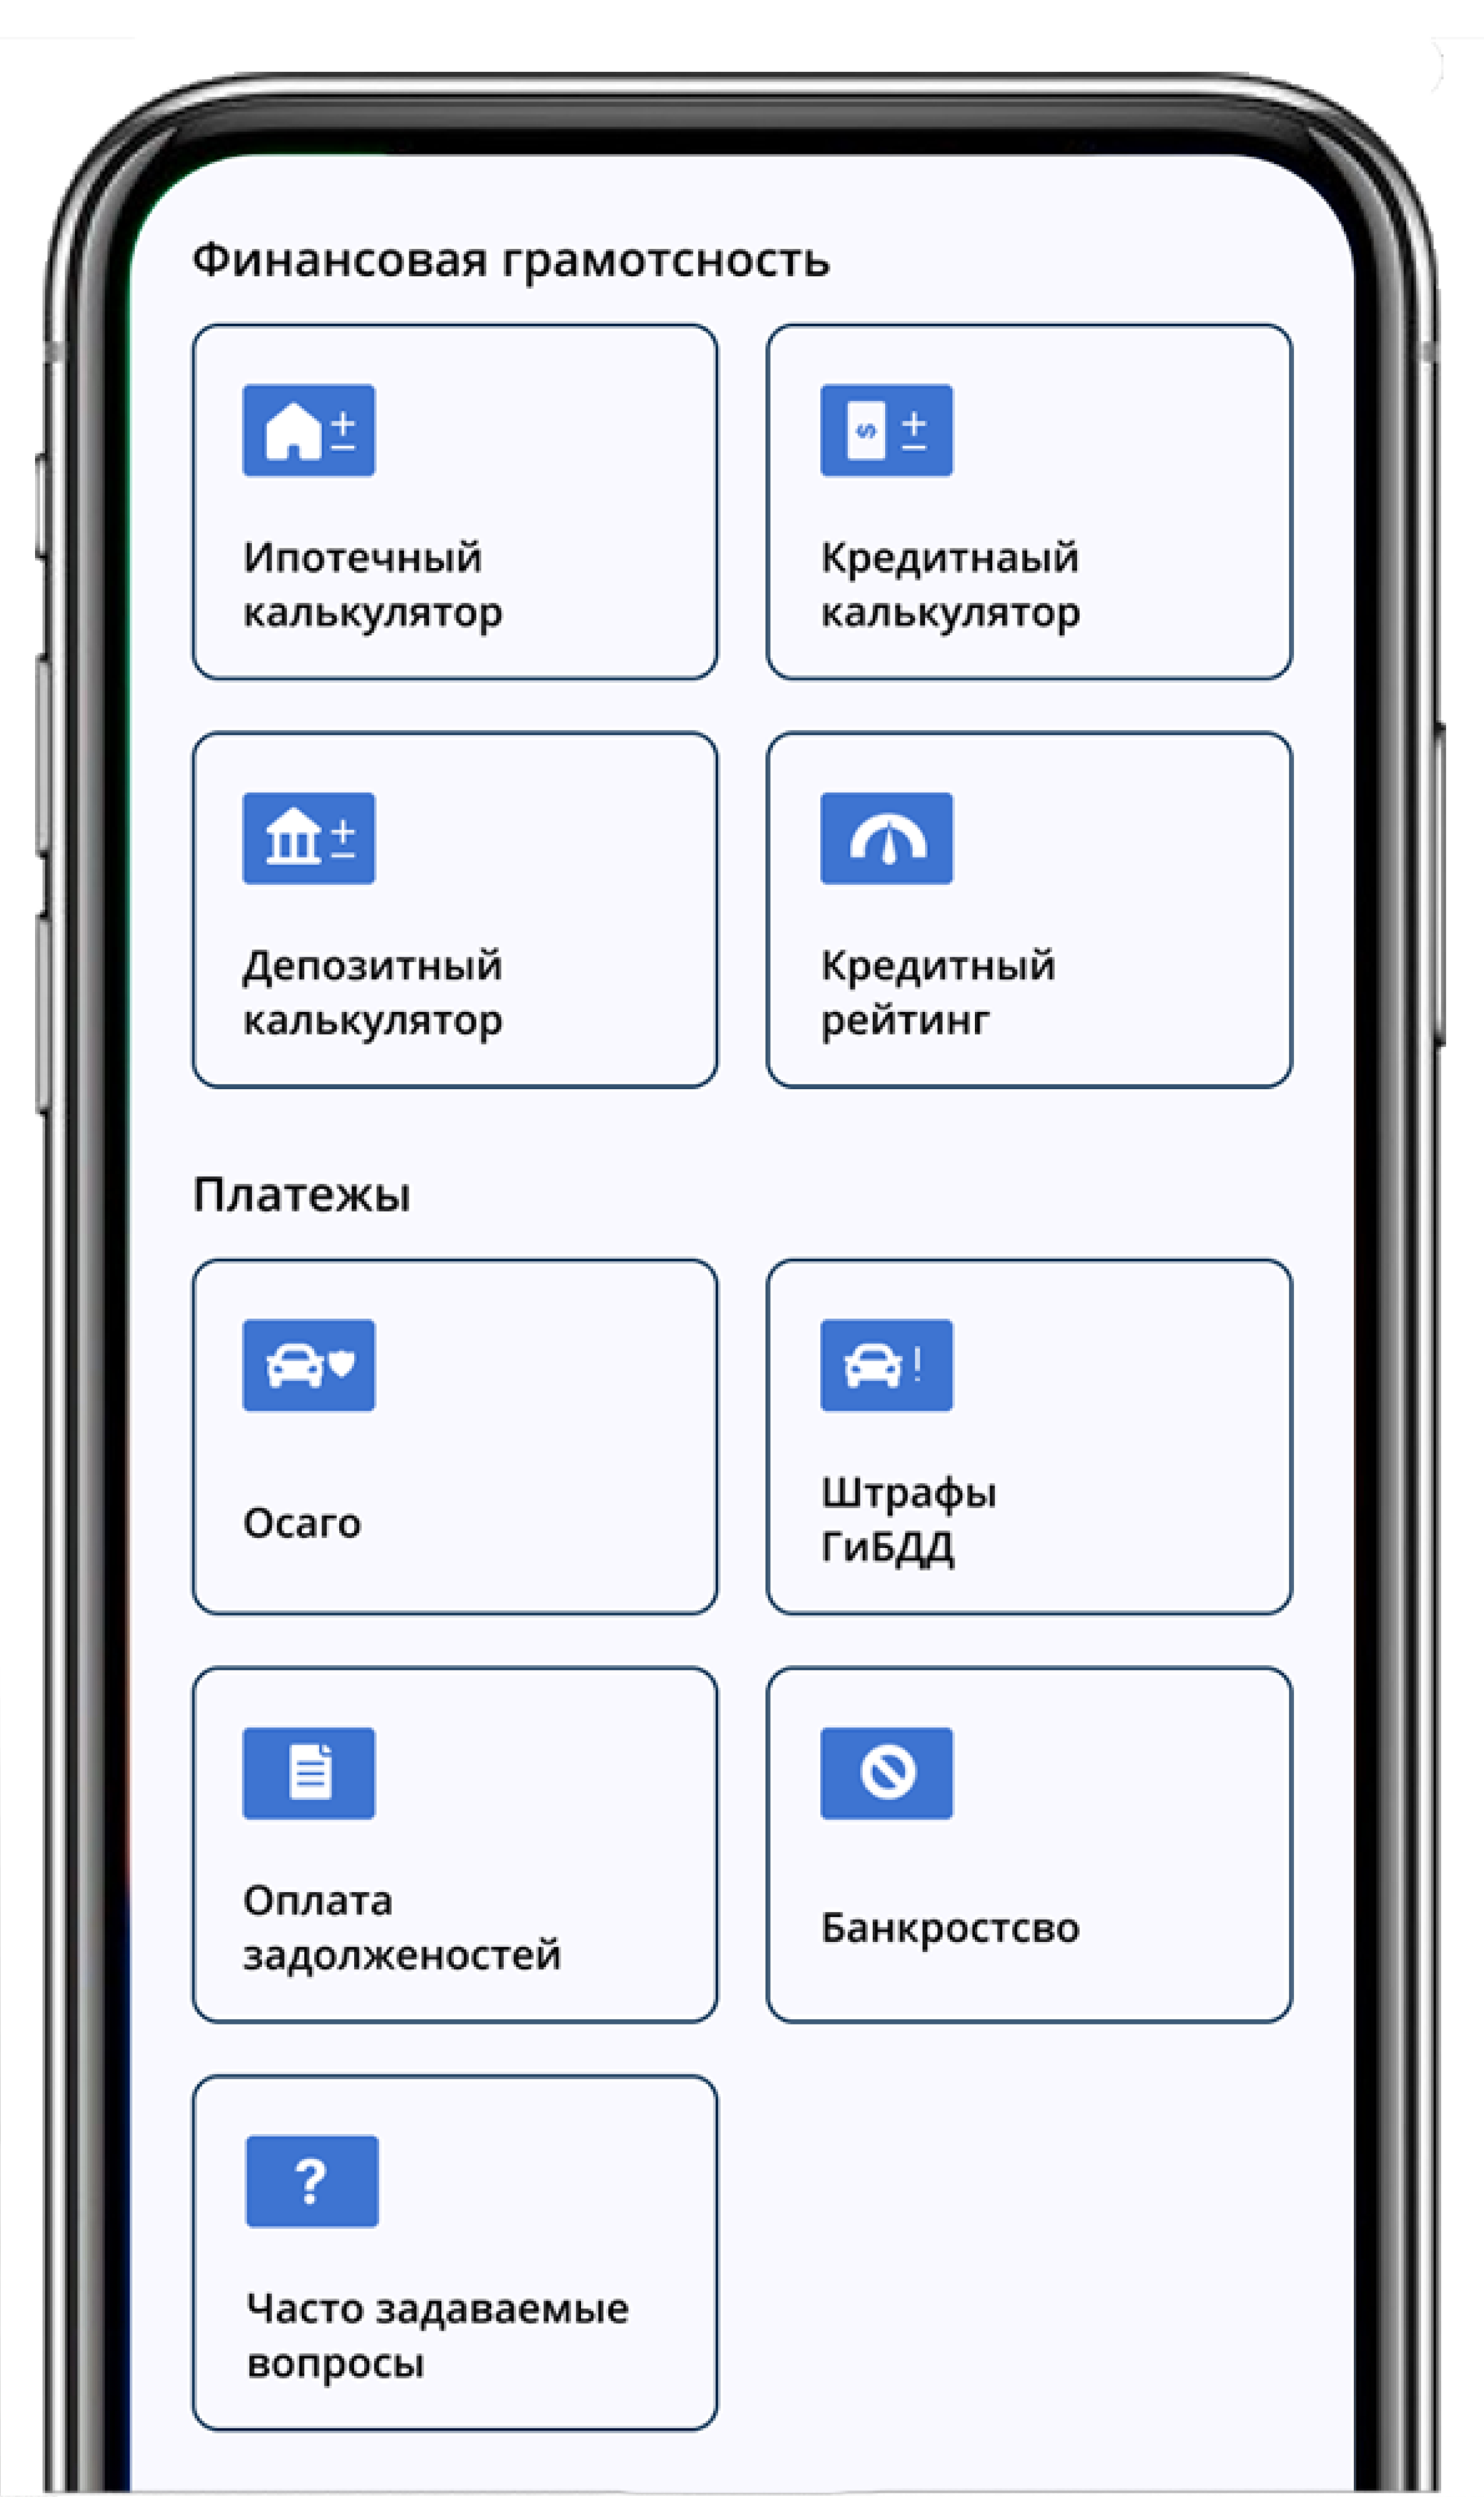 Финансовая грамотсность
Ипотечный
калькулятор
Кредитнаый
калькулятор
Депозитный
калькулятор
Кредитный
рейтинг
Платежы
Осаго
Штрафы
ГиБДД
Оплата
задолженостей
Банкростсво
Часто задаваемые
вопросы